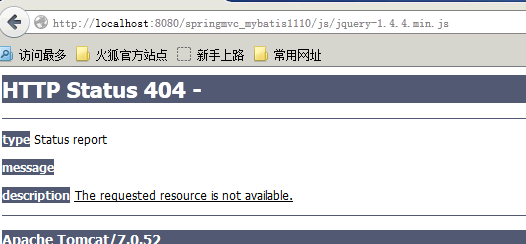 http://localhost:8080/springmvc_mybatis1110/js/jquery-1.4.4.min.js
访问最多 火狐官方站点 新手上路 常用网址
HTTP Status 404 -
type Status report
message
description The requested resource is not available.
Apache Tomcat/7.0.52